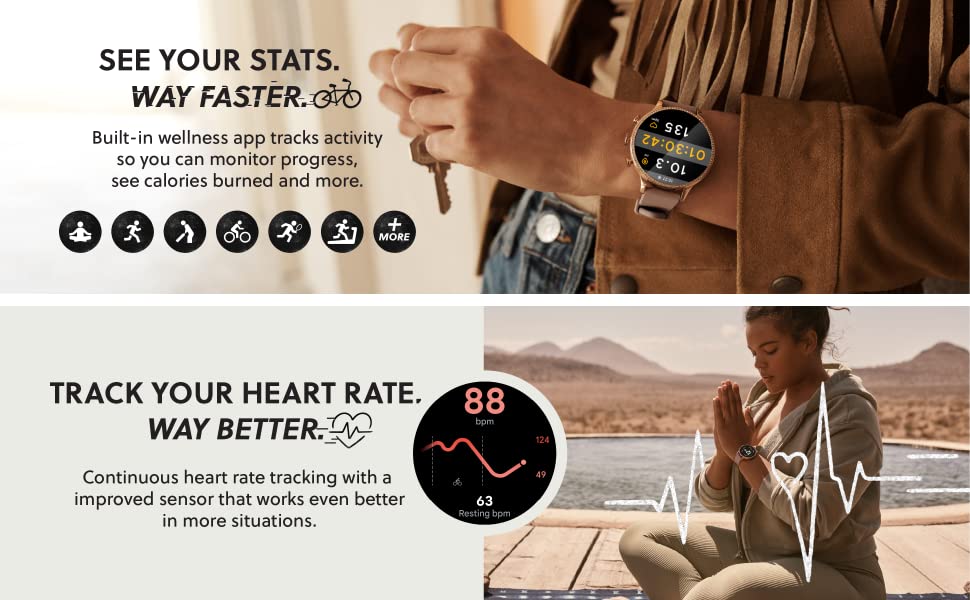 SEE YOUR STATS.
WAY FASTER.
Built-in wellness app tracks activity
so you can monitor progress,
see calories burned and more.
+
MORE
135
01:30:42
10.3
TRACK YOUR HEART RATE.
WAY BETTER.
Continuous heart rate tracking with a
improved sensor that works even better
in more situations.
88
bpm
124
49
63
Resting bpm